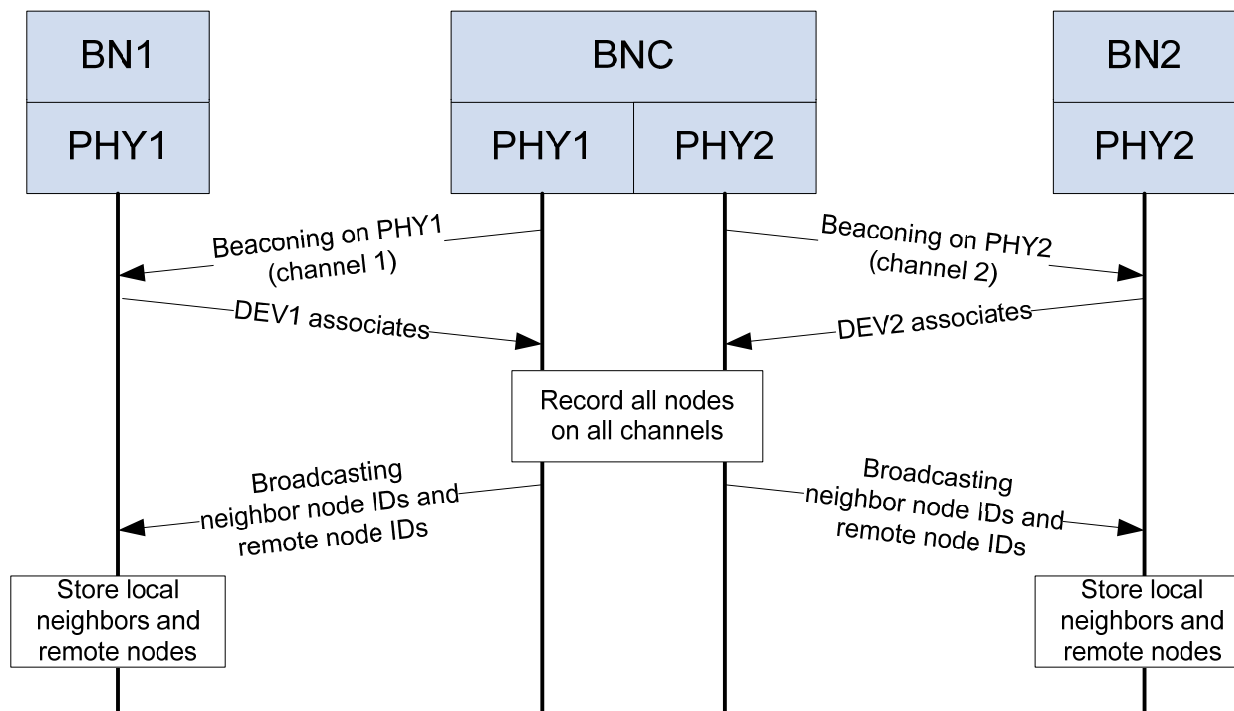 BN1
BNC
BN2
PHY1
PHY1
PHY2
PHY2
Beaconing on PHY1
(channel 1)
Beaconing on PHY2
(channel 2)
DEV1 associates
DEV2 associates
Record all nodes
on all channels
Broadcasting
neighbor node IDs and
remote node IDs
Broadcasting
neighbor node IDs and
remote node IDs
Store local
neighbors and
remote nodes
Store local
neighbors and
remote nodes